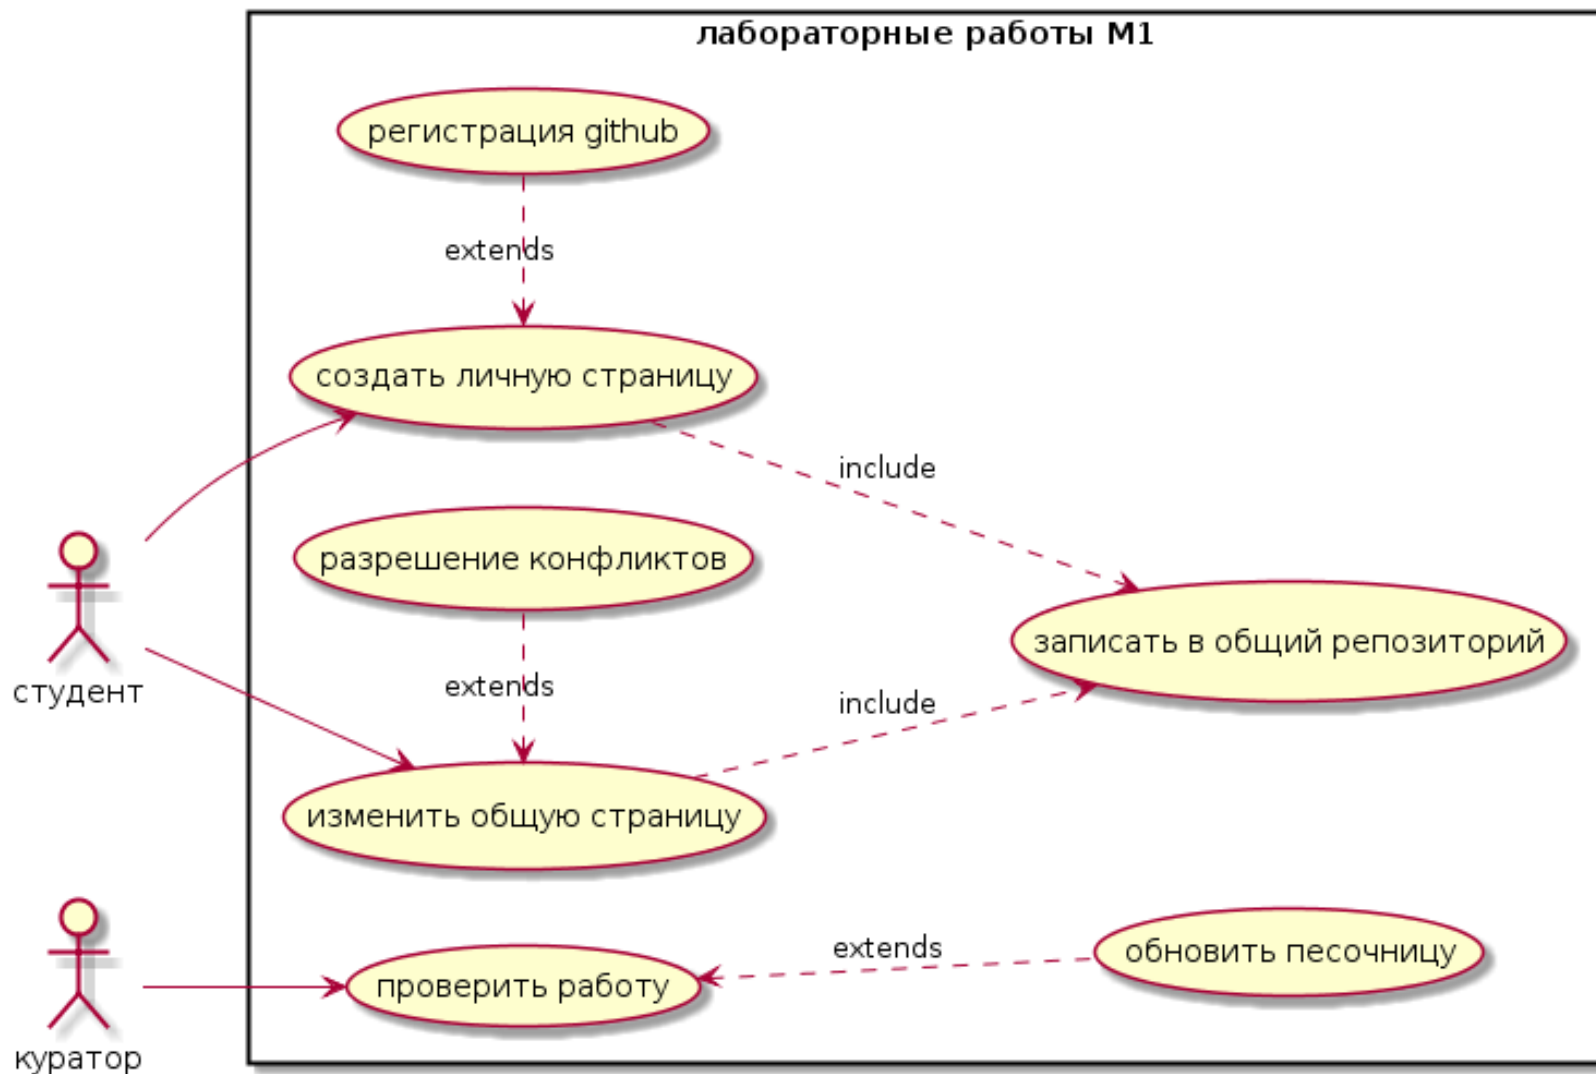 лабораторные работы М1
регистрация github
extends
создать личную страницу
include
разрешение конфликтов
записать в общий репозиторий
студент
extends
include
изменить общую страницу
extends
обновить песочницу
проверить работу
куратор